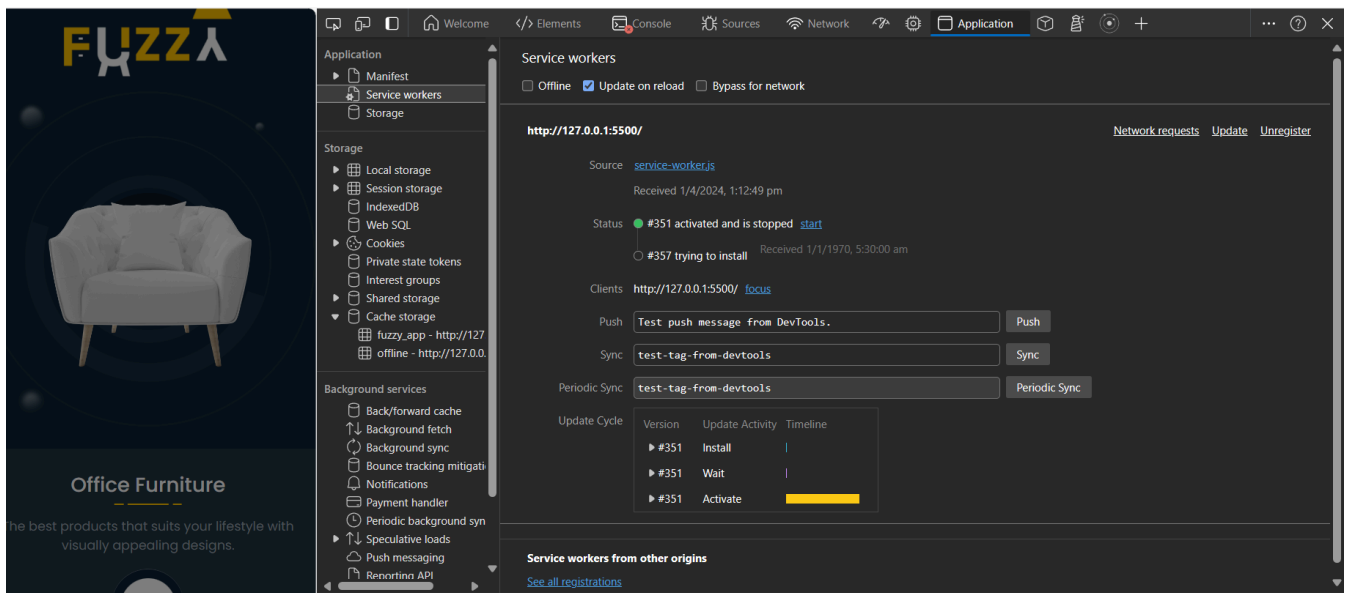 FUZZA
Office Furniture
The best products that suits your lifestyle with
visually appealing designs.
Welcome
Elements
Console
Sources
Network
Application
Application
Manifest
Service workers
Storage
Storage
Local storage
Session storage
IndexedDB
Web SQL
Cookies
Private state tokens
Interest groups
Shared storage
Cache storage
fuzzy_app - http://127
offline - http://127.0.0.
Background services
Back/forward cache
Background fetch
Background sync
Bounce tracking mitigati
Notifications
Payment handler
Periodic background syn
Speculative loads
Push messaging
Reporting API
Service workers
Offline Update on reload Bypass for network
http://127.0.0.1:5500/ Network requests Update Unregister
Source service-worker.js
Received 1/4/2024, 1:12:49 pm
Status #351 activated and is stopped start
#357 trying to install Received 1/1/1970, 5:30:00 am
Clients http://127.0.0.1:5500/ focus
Push Test push message from DevTools. Push
Sync test-tag-from-devtools Sync
Periodic Sync test-tag-from-devtools Periodic Sync
Update Cycle Version Update Activity Timeline
#351 Install
#351 Wait
#351 Activate
Service workers from other origins
See all registrations